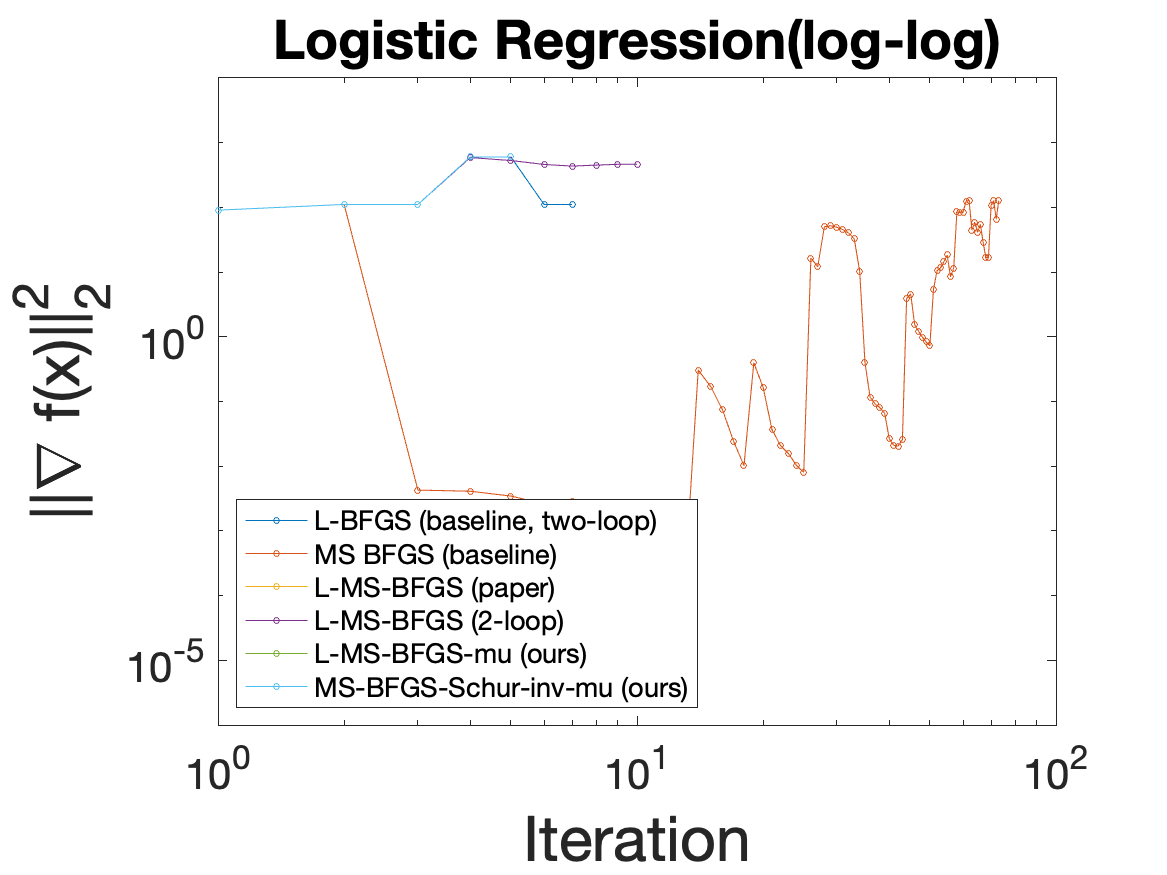 Logistic Regression(log-log)
||∇ f(x)||₂²
10⁰
10⁻⁵
L-BFGS (baseline, two-loop)
MS BFGS (baseline)
L-MS-BFGS (paper)
L-MS-BFGS (2-loop)
L-MS-BFGS-mu (ours)
MS-BFGS-Schur-inv-mu (ours)
10⁰ 10¹ 10²
Iteration